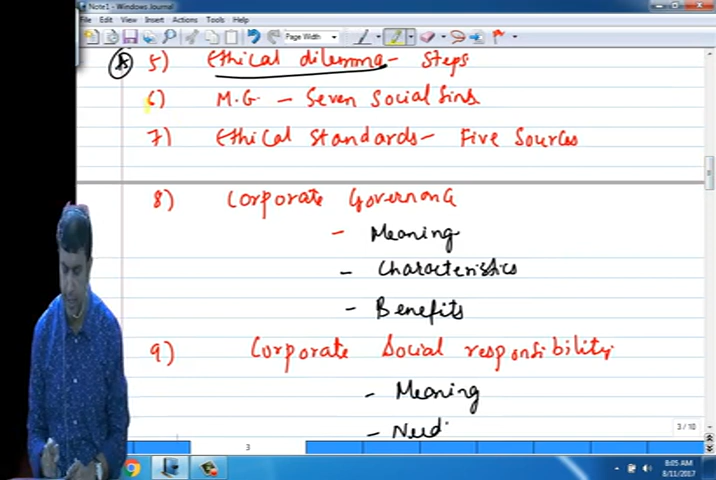 Note1 - Windows Journal
File Edit View Insert Actions Tools Help
Page Width
5) Ethical dilemma - Steps
6) M.G. - Seven Social Sins
7) Ethical Standards - Five Sources
8) Corporate Governance
- Meaning
- Characteristics
- Benefits
9) Corporate Social responsibility
- Meaning
- Need
3
3 / 10
8:05 AM
8/11/2017